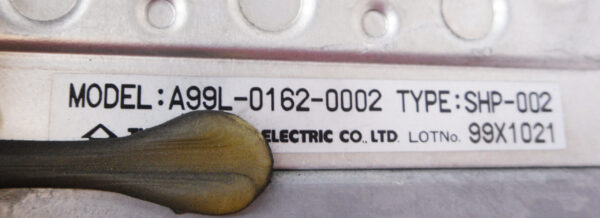 MODEL:A99L-0162-0002 TYPE:SHP-002
ELECTRIC CO., LTD. LOTNo. 99X1021